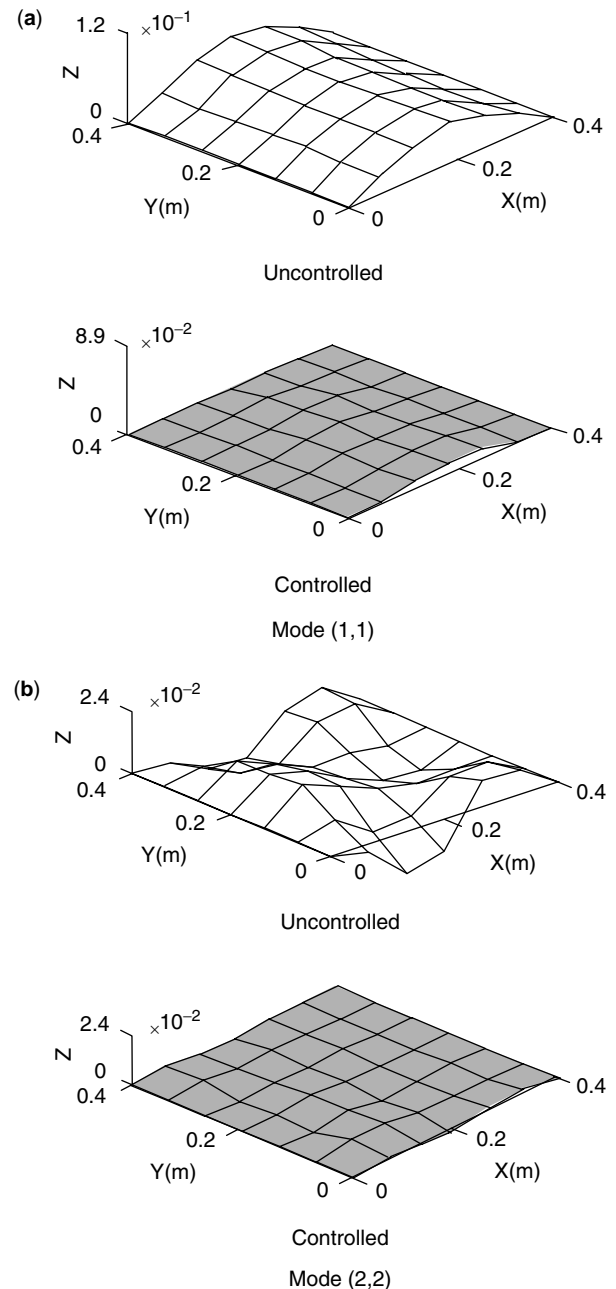 (a)
1.2
×10−1
Z
0
0.4
0.2
Y(m)
0
0
0.2
X(m)
0.4
Uncontrolled
8.9
×10−2
Z
0
0.4
0.2
Y(m)
0
0
0.2
X(m)
0.4
Controlled
Mode (1,1)
(b)
2.4
×10−2
Z
0
0.4
0.2
Y(m)
0
0
0.2
X(m)
0.4
Uncontrolled
2.4
×10−2
Z
0
0.4
0.2
Y(m)
0
0
0.2
X(m)
0.4
Controlled
Mode (2,2)